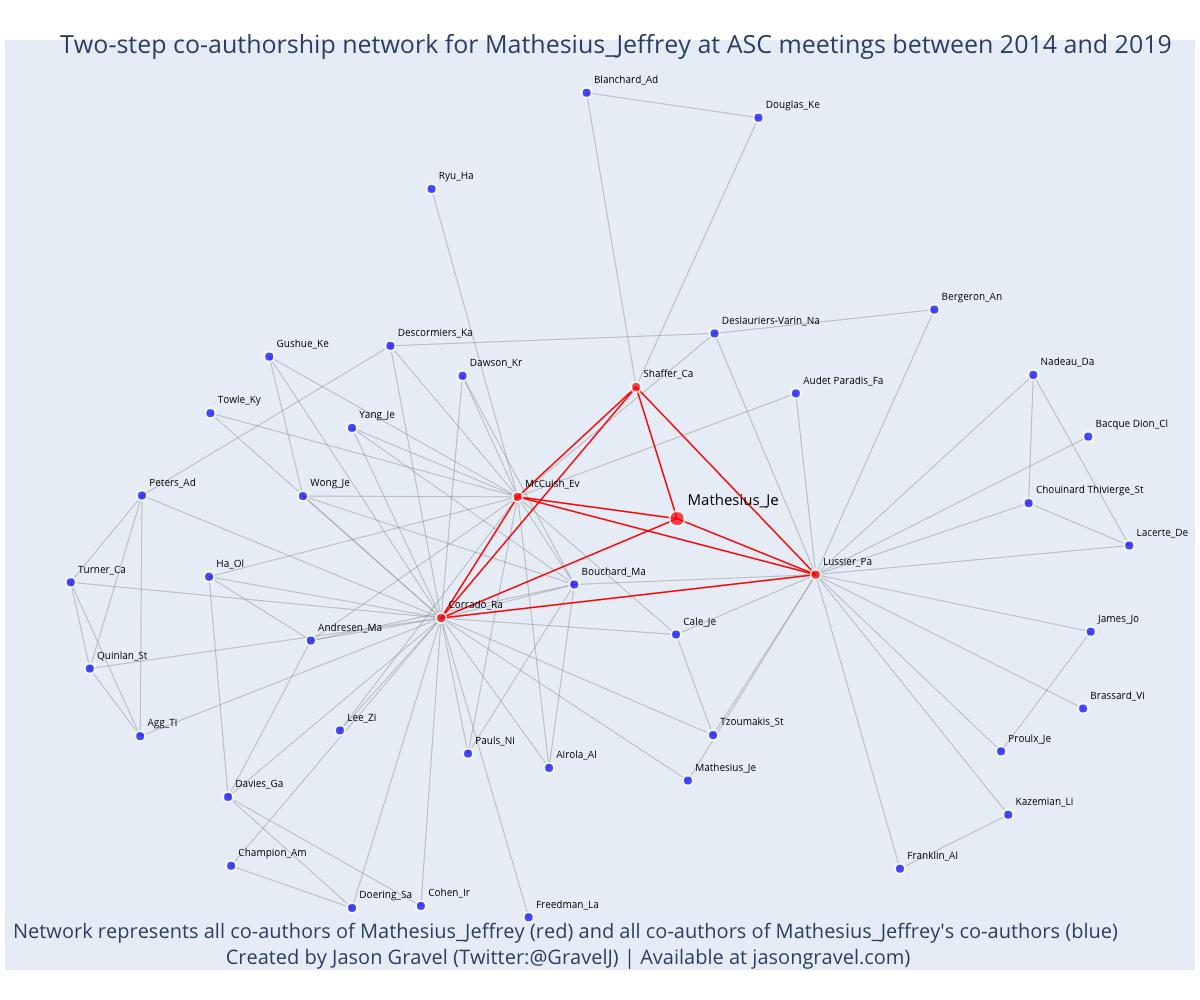 Two-step co-authorship network for Mathesius_Jeffrey at ASC meetings between 2014 and 2019
Blanchard_Ad
Douglas_Ke
Ryu_Ha
Bergeron_An
Deslauriers-Varin_Na
Descormiers_Ka
Gushue_Ke
Dawson_Kr
Nadeau_Da
Shaffer_Ca
Audet Paradis_Fa
Towle_Ky
Yang_Je
Bacque Dion_Cl
Peters_Ad
Wong_Je
McCuish_Ev
Chouinard Thivierge_St
Mathesius_Je
Lacerte_De
Ha_Ol
Turner_Ca
Bouchard_Ma
Lussier_Pa
Corrado_Ra
Andresen_Ma
Cale_Je
James_Jo
Quinlan_St
Brassard_Vi
Agg_Ti
Lee_Zi
Tzoumakis_St
Pauls_Ni
Proulx_Je
Airola_Al
Mathesius_Je
Davies_Ga
Kazemian_Li
Champion_Am
Franklin_Al
Doering_Sa
Cohen_Ir
Freedman_La
Network represents all co-authors of Mathesius_Jeffrey (red) and all co-authors of Mathesius_Jeffrey's co-authors (blue)
Created by Jason Gravel (Twitter:@GravelJ) | Available at jasongravel.com)